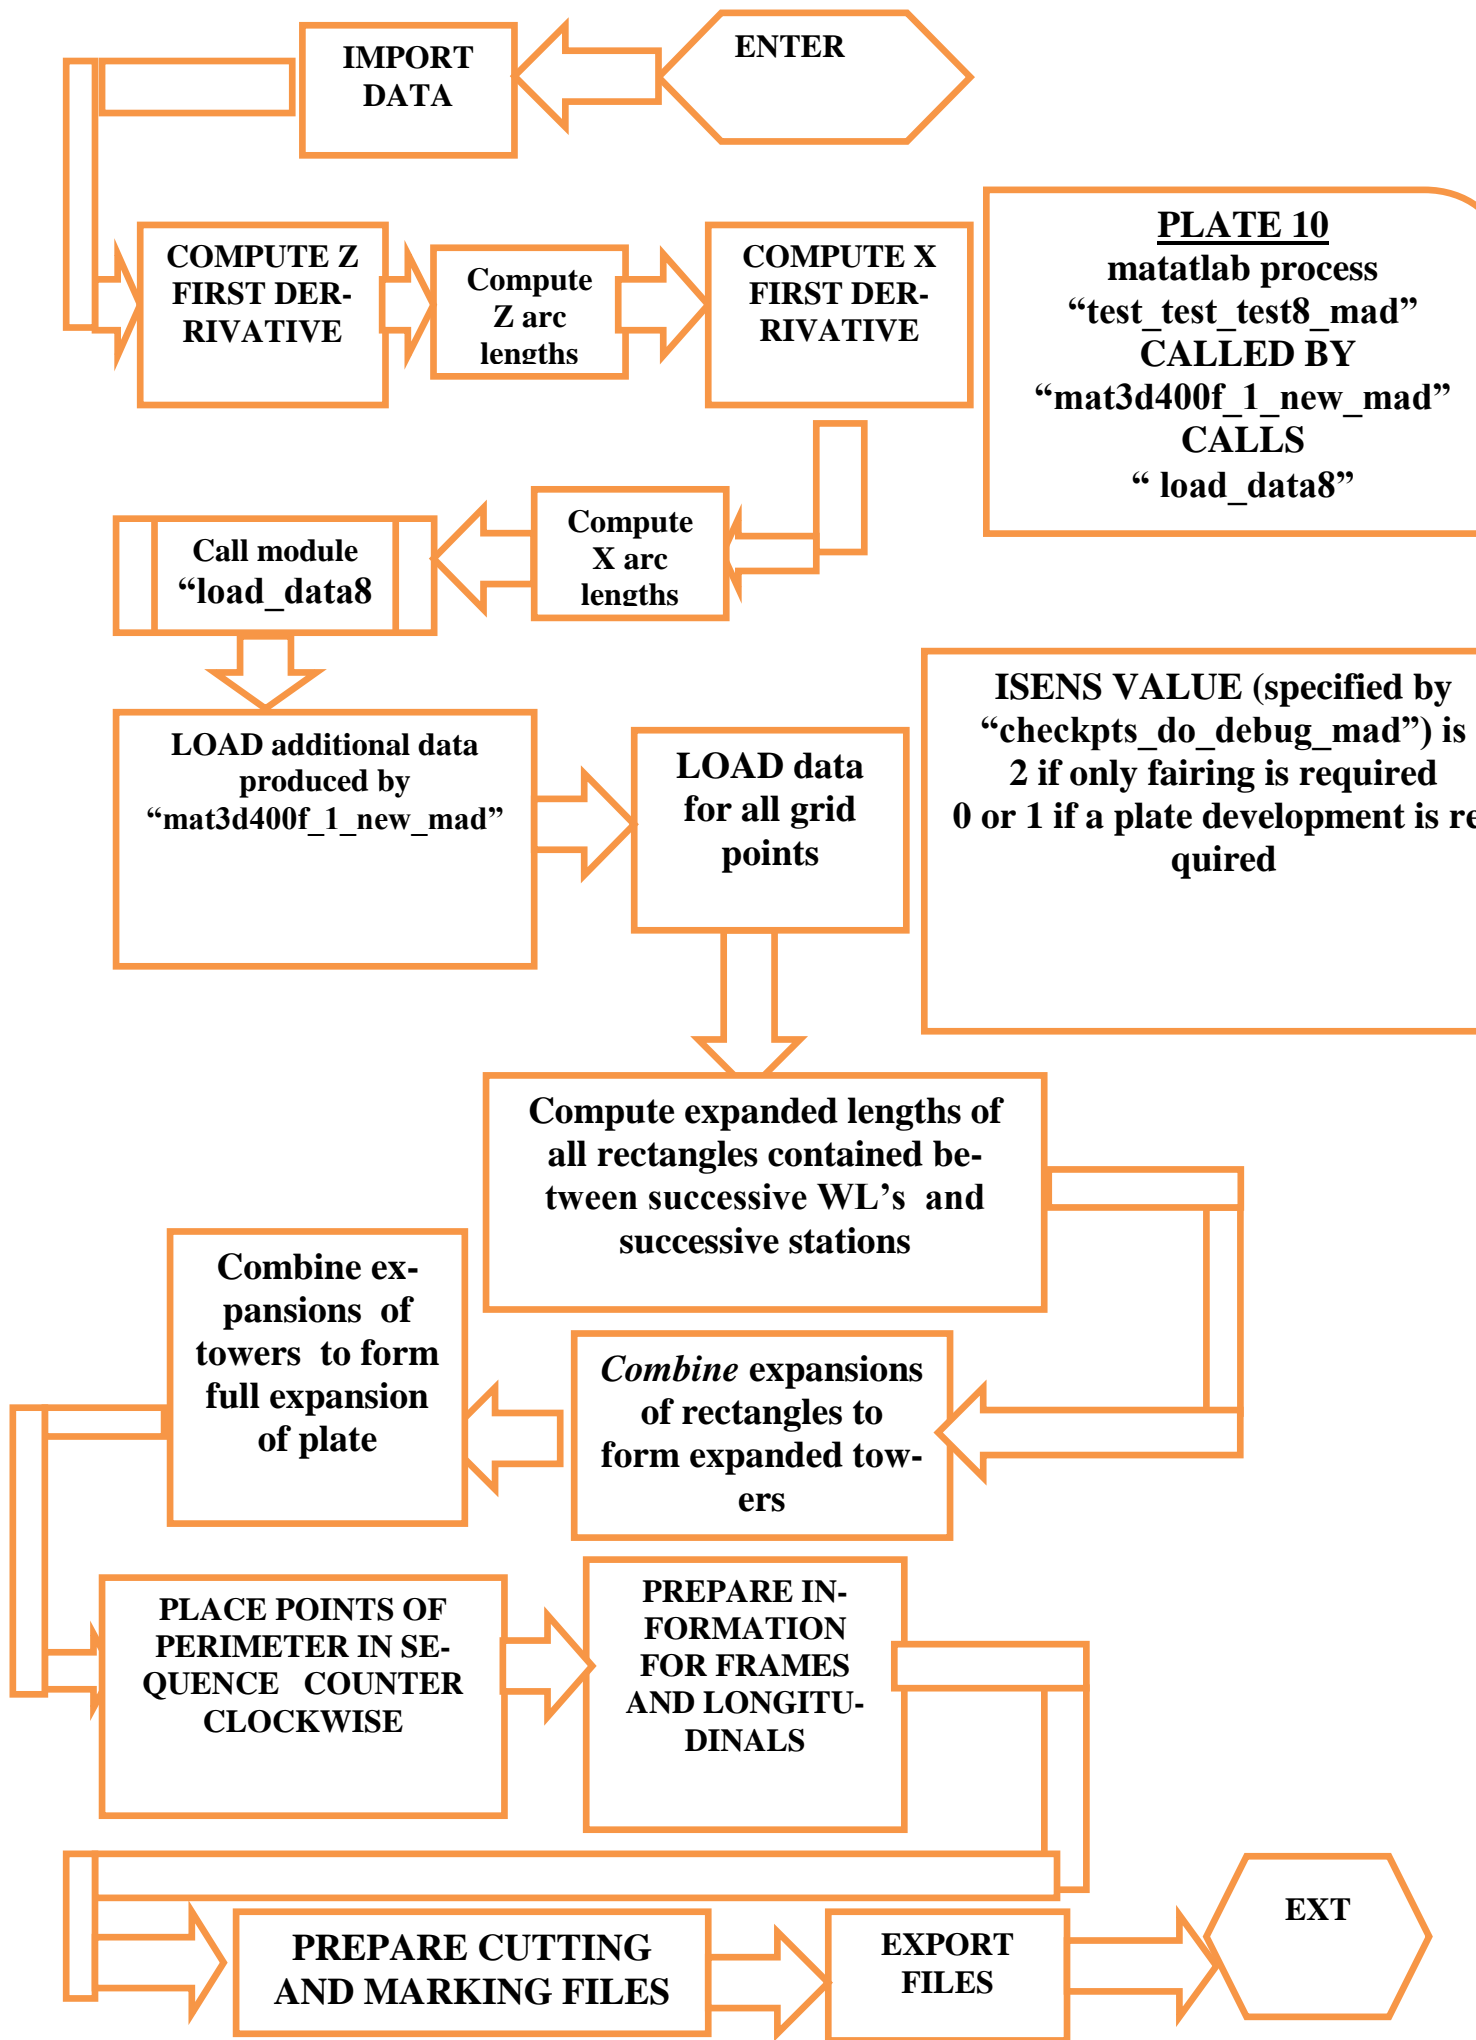 ENTER
IMPORT
DATA
COMPUTE Z
FIRST DER-
RIVATIVE
Compute
Z arc
lengths
COMPUTE X
FIRST DER-
RIVATIVE
PLATE 10
matatlab process
“test_test_test8_mad”
CALLED BY
“mat3d400f_1_new_mad”
CALLS
“ load_data8”
Compute
X arc
lengths
Call module
“load_data8
LOAD additional data
produced by
“mat3d400f_1_new_mad”
LOAD data
for all grid
points
ISENS VALUE (specified by
“checkpts_do_debug_mad”) is
2 if only fairing is required
0 or 1 if a plate development is re
quired
Compute expanded lengths of
all rectangles contained be-
tween successive WL’s  and
successive stations
Combine expansions
of rectangles to
form expanded tow-
ers
Combine ex-
pansions  of
towers  to form
full expansion
of plate
PLACE POINTS OF
PERIMETER IN SE-
QUENCE   COUNTER
CLOCKWISE
PREPARE IN-
FORMATION
FOR FRAMES
AND LONGITU-
DINALS
PREPARE CUTTING
AND MARKING FILES
EXPORT
FILES
EXT